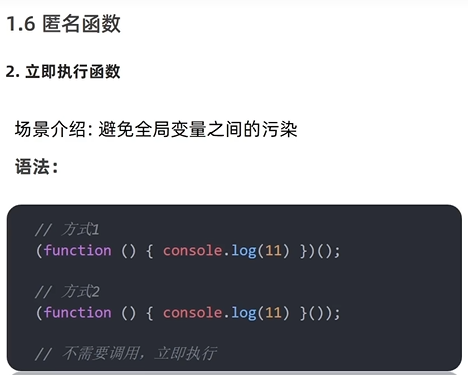 1.6 匿名函数
2. 立即执行函数
场景介绍: 避免全局变量之间的污染
语法：
// 方式1
(function () { console.log(11) })();
// 方式2
(function () { console.log(11) }());
// 不需要调用，立即执行